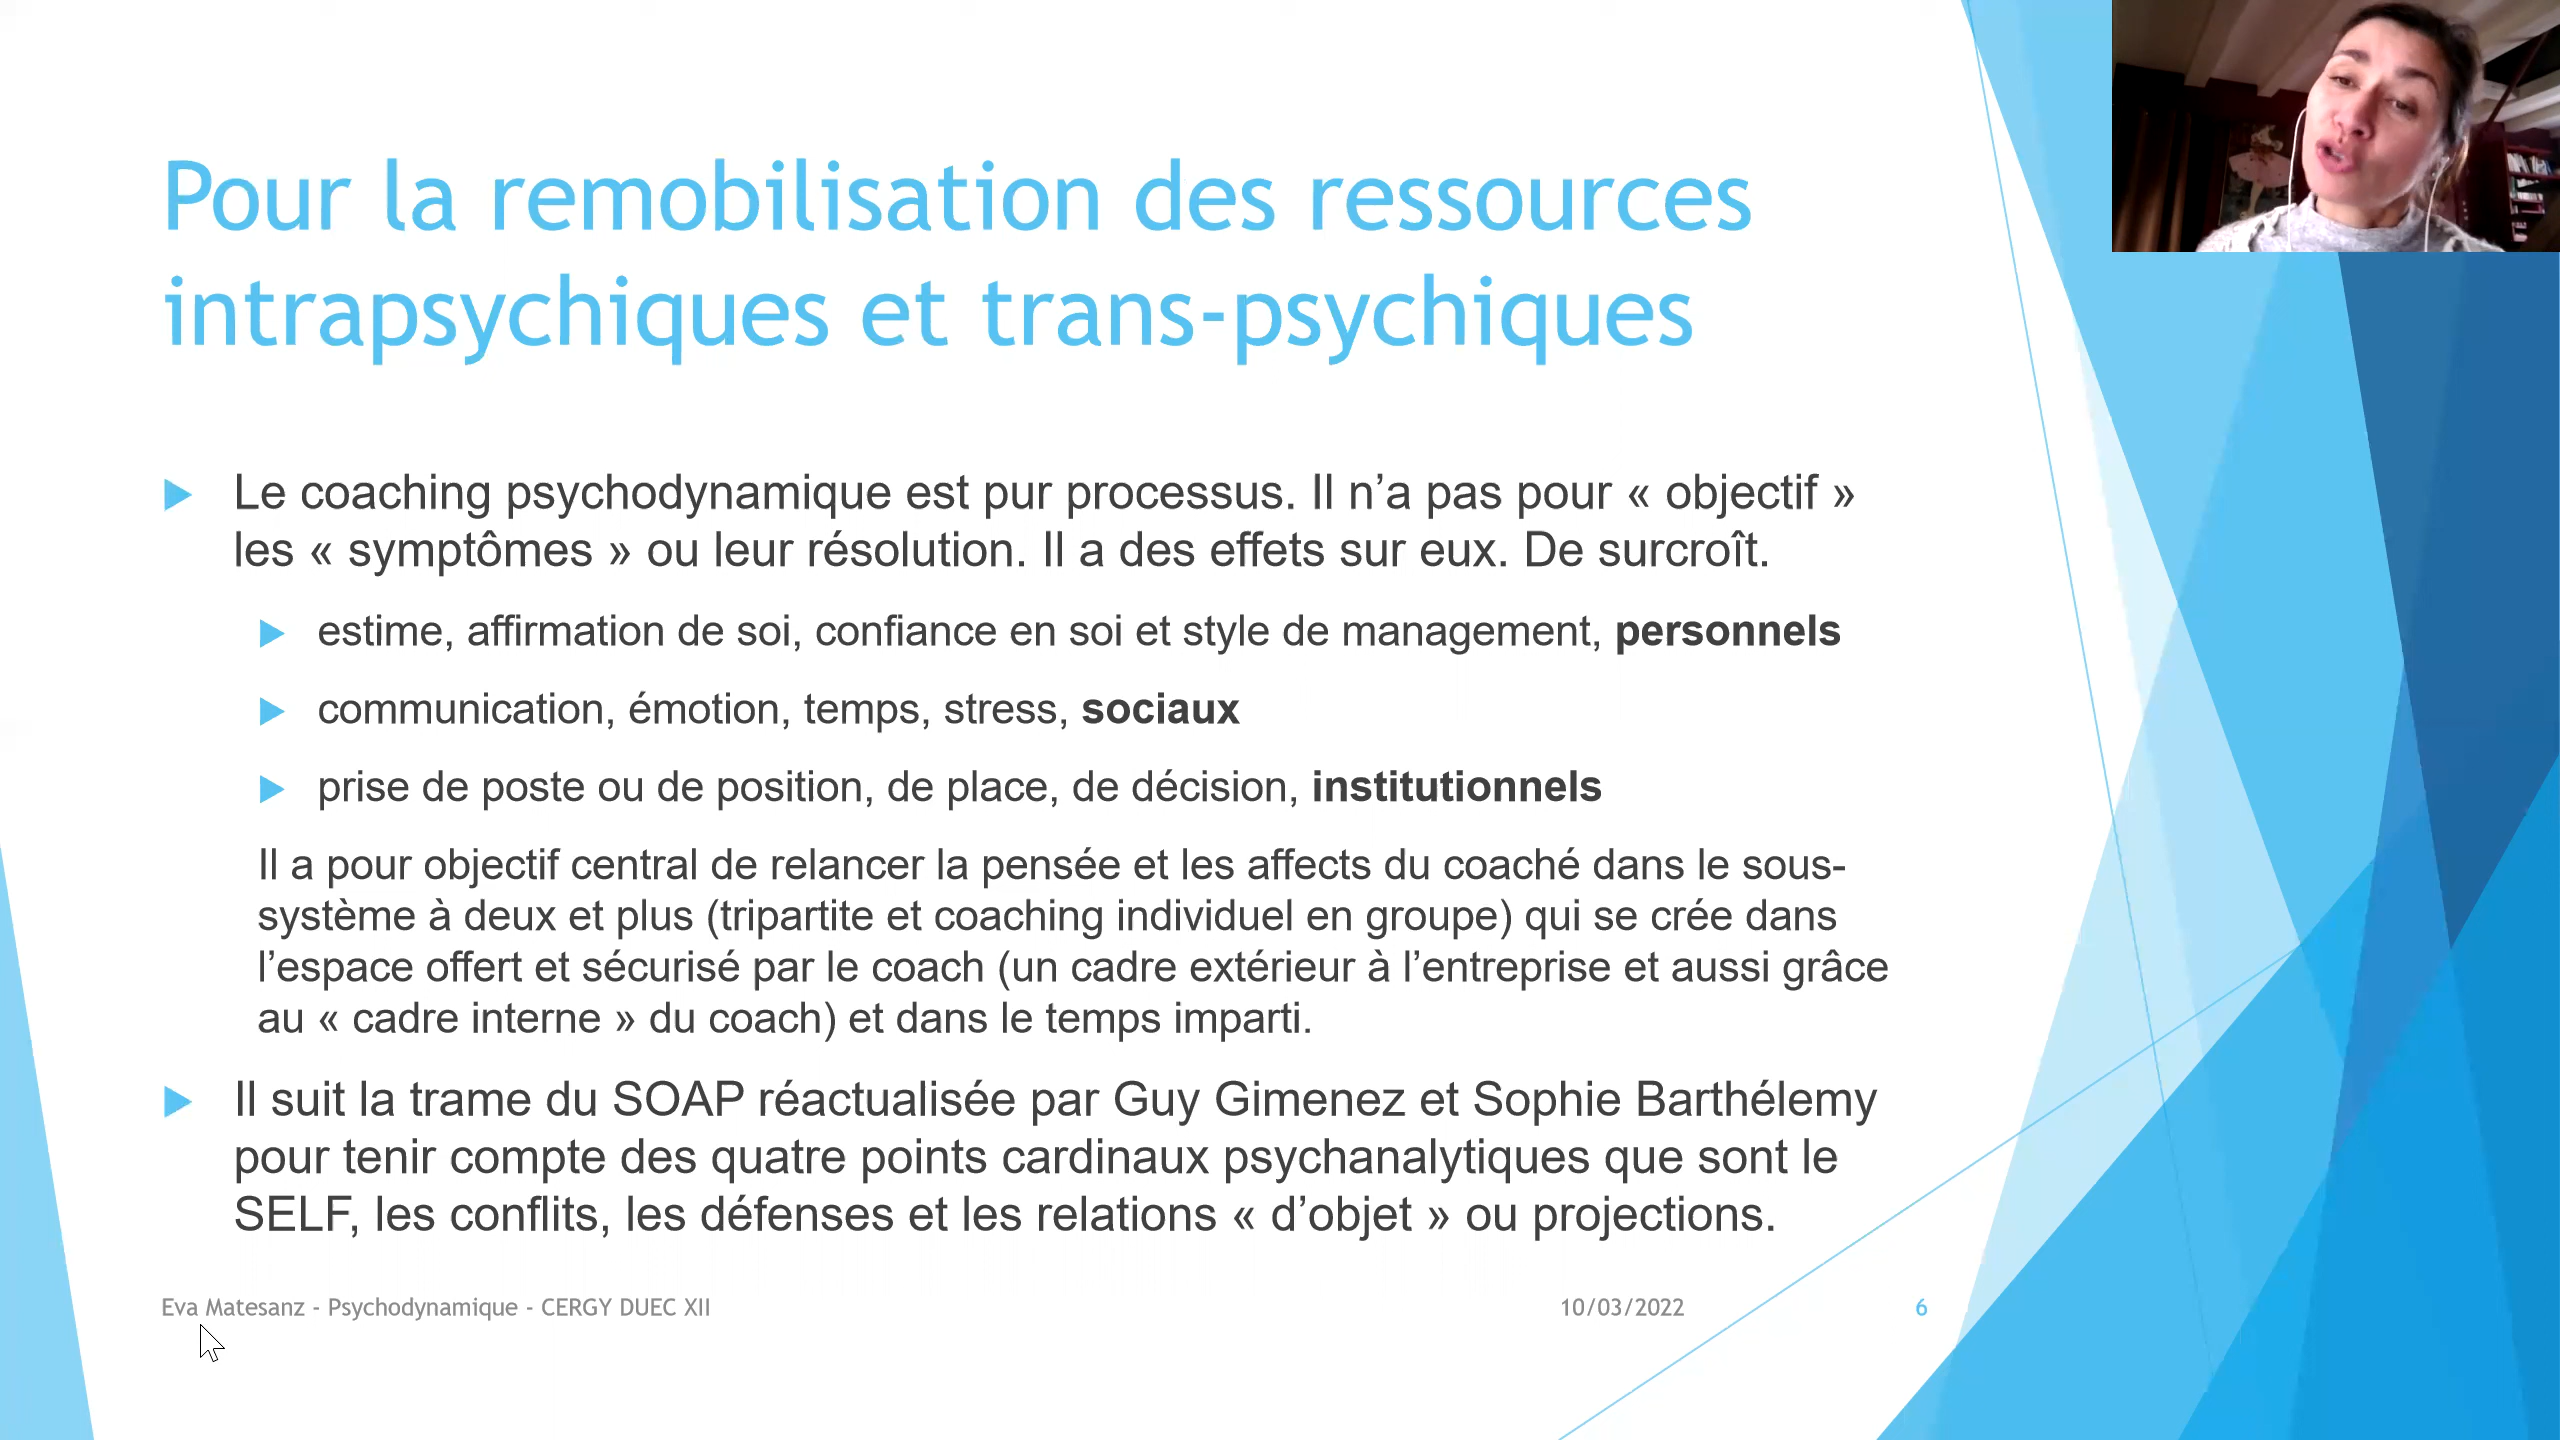 Pour la remobilisation des ressources
intrapsychiques et trans-psychiques
Le coaching psychodynamique est pur processus. Il n’a pas pour « objectif »
les « symptômes » ou leur résolution. Il a des effets sur eux. De surcroît.
estime, affirmation de soi, confiance en soi et style de management, personnels
communication, émotion, temps, stress, sociaux
prise de poste ou de position, de place, de décision, institutionnels
Il a pour objectif central de relancer la pensée et les affects du coaché dans le sous-
système à deux et plus (tripartite et coaching individuel en groupe) qui se crée dans
l’espace offert et sécurisé par le coach (un cadre extérieur à l’entreprise et aussi grâce
au « cadre interne » du coach) et dans le temps imparti.
Il suit la trame du SOAP réactualisée par Guy Gimenez et Sophie Barthélemy
pour tenir compte des quatre points cardinaux psychanalytiques que sont le
SELF, les conflits, les défenses et les relations « d’objet » ou projections.
Eva Matesanz - Psychodynamique - CERGY DUEC XII
10/03/2022
6